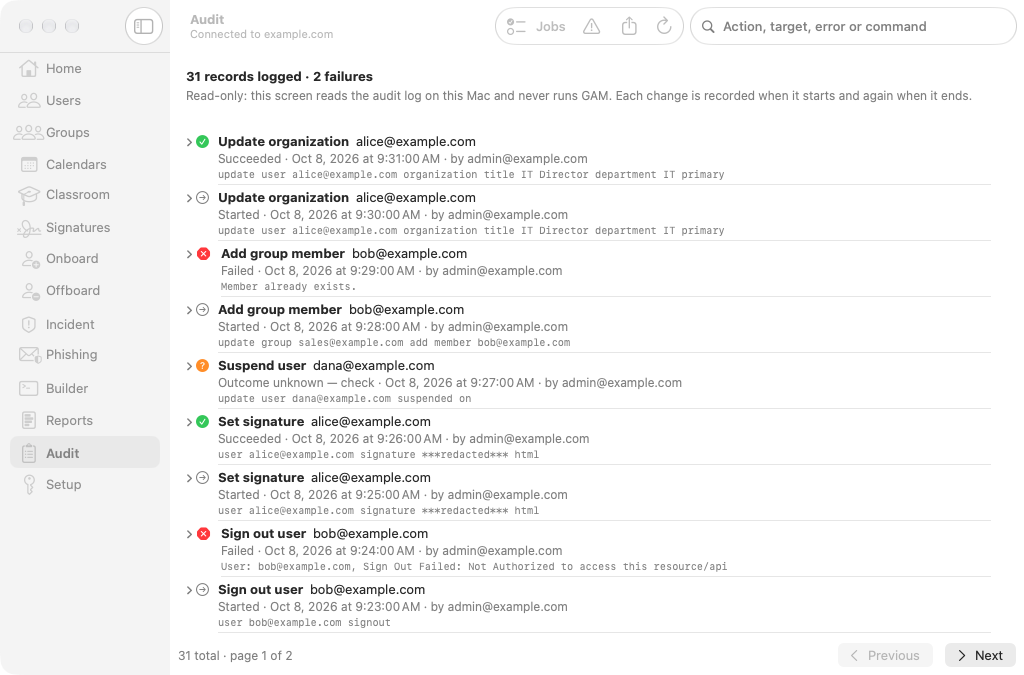 Audit
Connected to example.com
Jobs
Action, target, error or command
Home
Users
Groups
Calendars
Classroom
Signatures
Onboard
Offboard
Incident
Phishing
Builder
Reports
Audit
Setup
31 records logged · 2 failures
Read-only: this screen reads the audit log on this Mac and never runs GAM. Each change is recorded when it starts and again when it ends.
Update organization alice@example.com
Succeeded · Oct 8, 2026 at 9:31:00 AM · by admin@example.com
update user alice@example.com organization title IT Director department IT primary
Update organization alice@example.com
Started · Oct 8, 2026 at 9:30:00 AM · by admin@example.com
update user alice@example.com organization title IT Director department IT primary
Add group member bob@example.com
Failed · Oct 8, 2026 at 9:29:00 AM · by admin@example.com
Member already exists.
Add group member bob@example.com
Started · Oct 8, 2026 at 9:28:00 AM · by admin@example.com
update group sales@example.com add member bob@example.com
Suspend user dana@example.com
Outcome unknown — check · Oct 8, 2026 at 9:27:00 AM · by admin@example.com
update user dana@example.com suspended on
Set signature alice@example.com
Succeeded · Oct 8, 2026 at 9:26:00 AM · by admin@example.com
user alice@example.com signature ***redacted*** html
Set signature alice@example.com
Started · Oct 8, 2026 at 9:25:00 AM · by admin@example.com
user alice@example.com signature ***redacted*** html
Sign out user bob@example.com
Failed · Oct 8, 2026 at 9:24:00 AM · by admin@example.com
User: bob@example.com, Sign Out Failed: Not Authorized to access this resource/api
Sign out user bob@example.com
Started · Oct 8, 2026 at 9:23:00 AM · by admin@example.com
user bob@example.com signout
31 total · page 1 of 2
Previous
Next